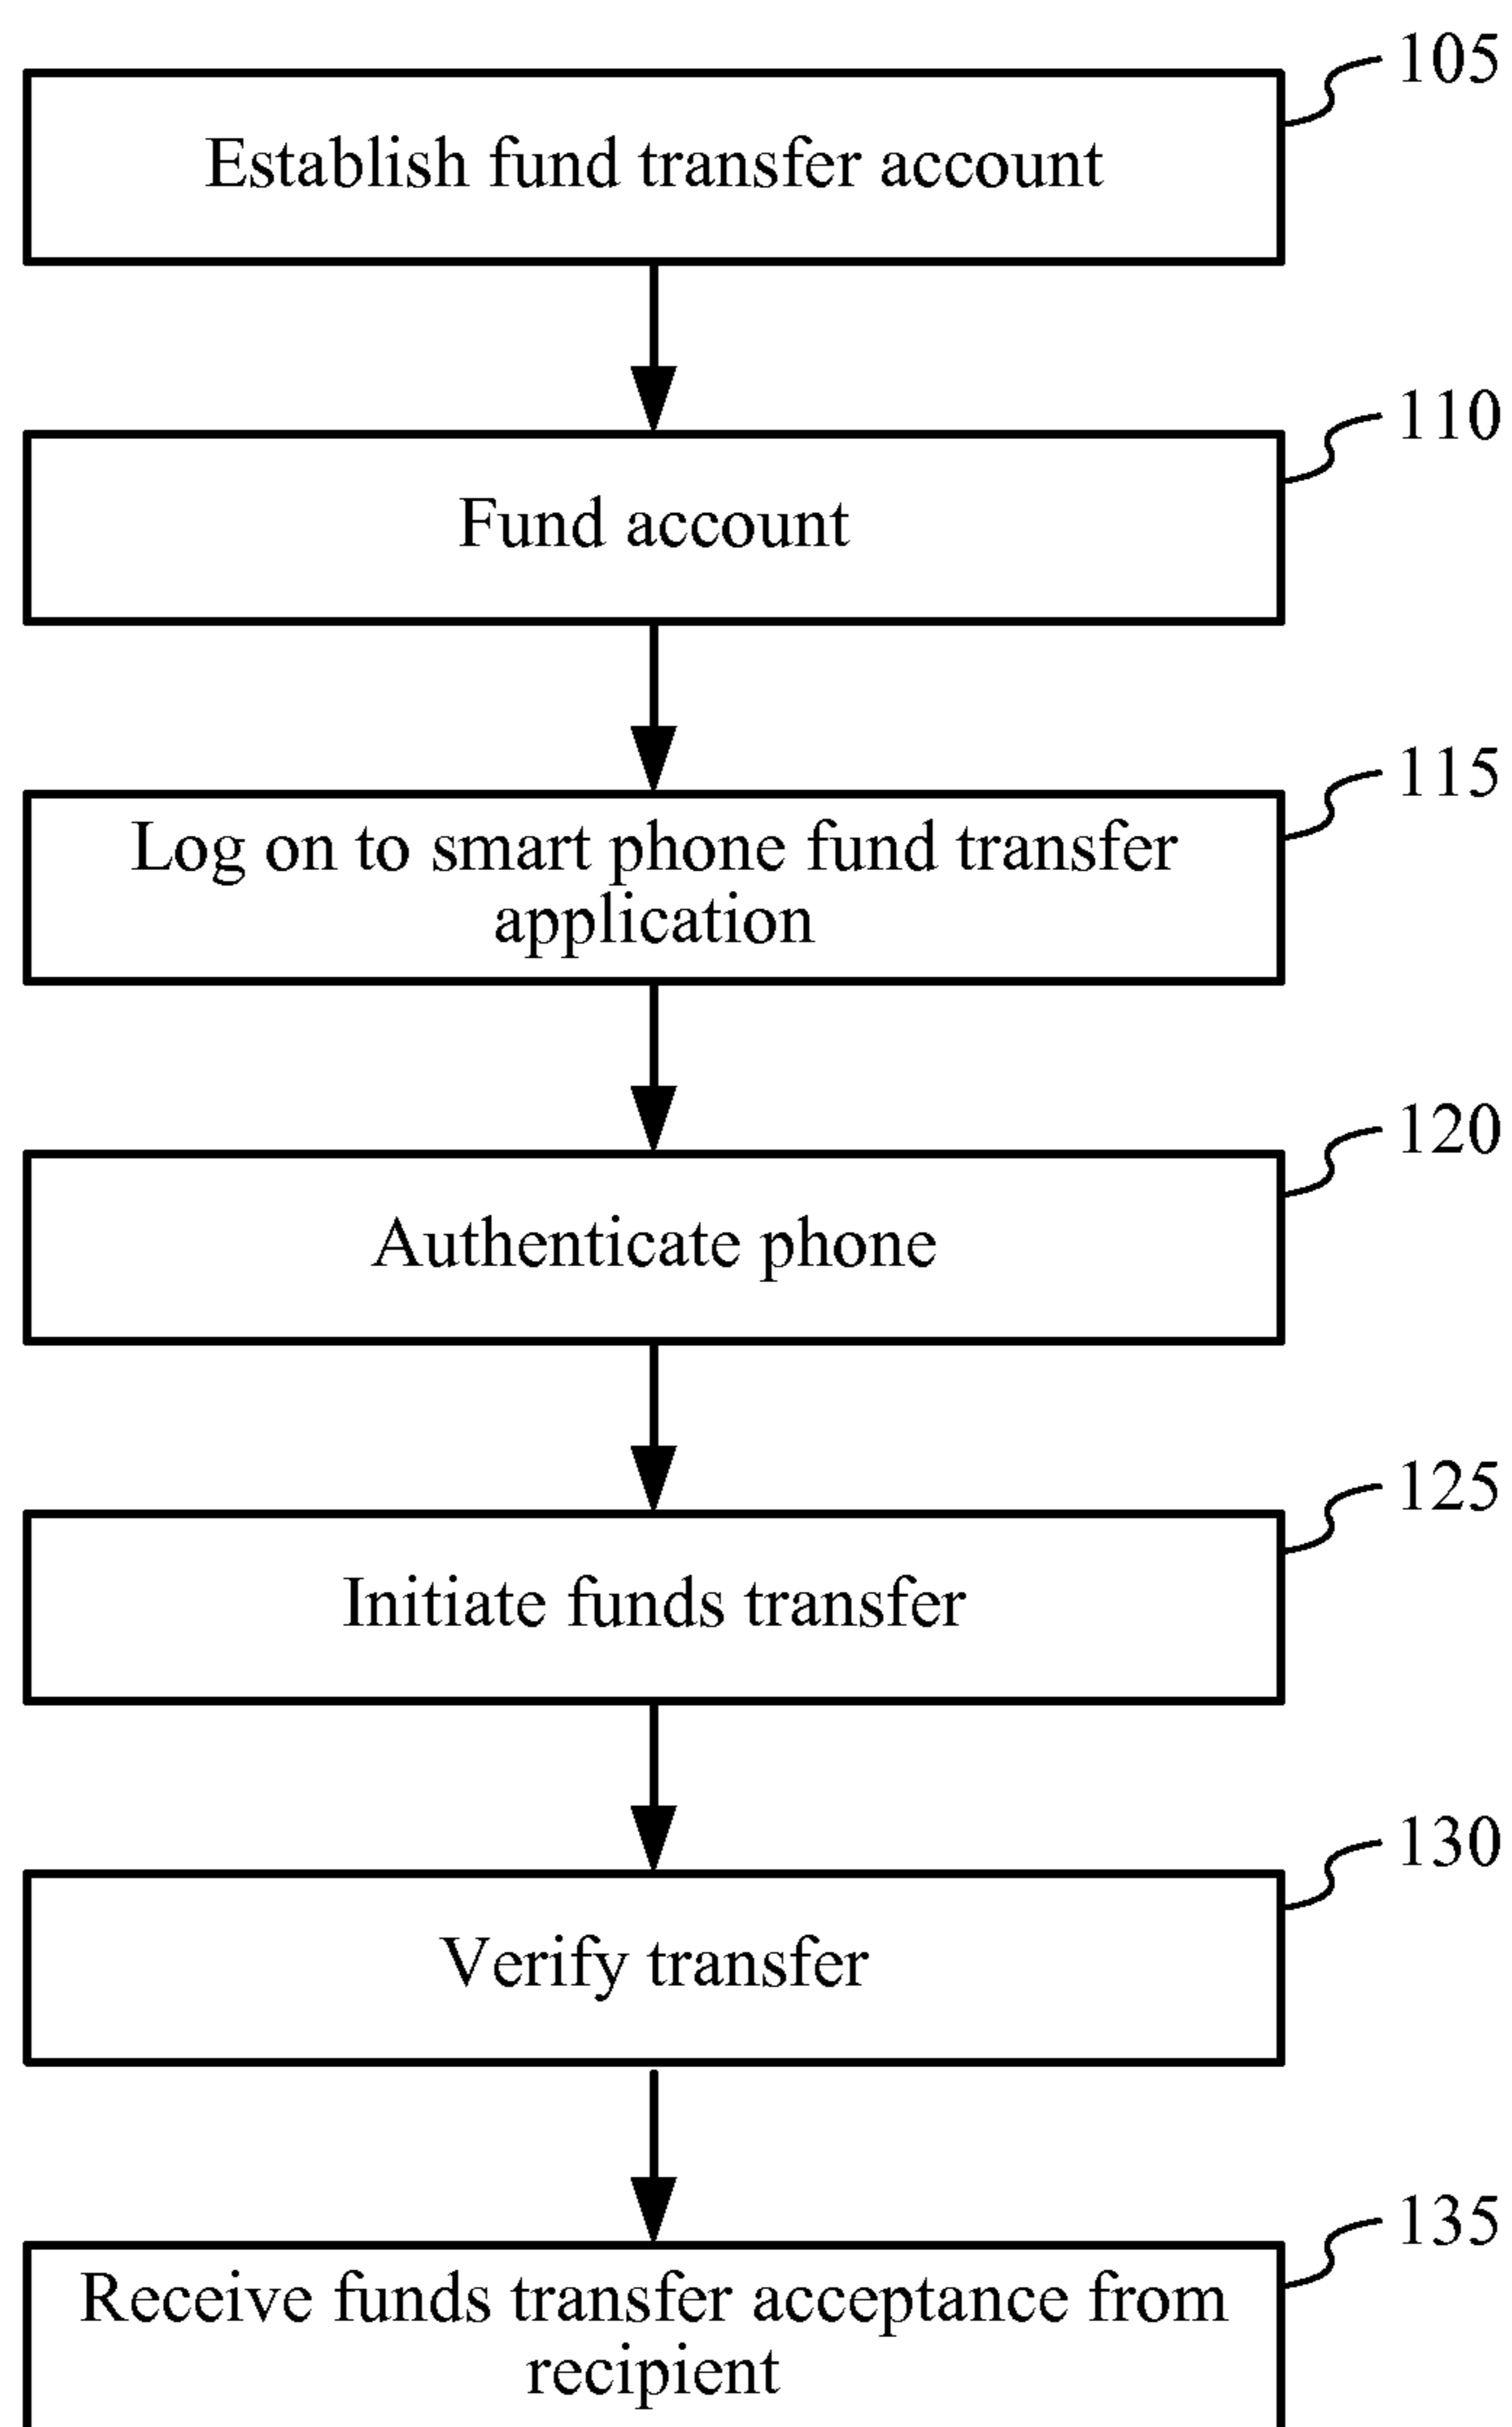 105
Establish fund transfer account
110
Fund account
115
Log on to smart phone fund transfer
application
120
Authenticate phone
125
Initiate funds transfer
130
Verify transfer
135
Receive funds transfer acceptance from
recipient